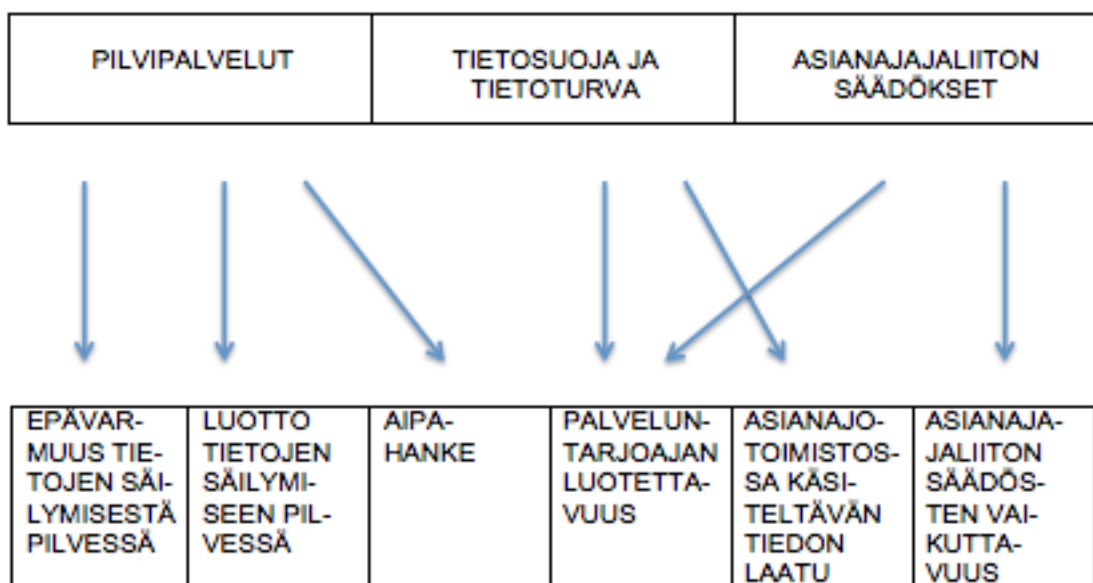 PILVIPALVELUT
TIETOSUOJA JA
TIETOTURVA
ASIANAJAJALIITON
SÄÄDÖKSET
EPÄVAR-
MUUS TIE-
TOJEN SÄI-
LYMISESTÄ
PILVESSÄ
LUOTTO
TIETOJEN
SÄILYMI-
SEEN PIL-
VESSÄ
AIPA-
HANKE
PALVELUN-
TARJOAJAN
LUOTETTA-
VUUS
ASIANAJO-
TOIMISTOS-
SA KÄSI-
TELTÄVÄN
TIEDON
LAATU
ASIANAJA-
JALIITON
SÄÄDÖS-
TEN VAI-
KUTTA-
VUUS